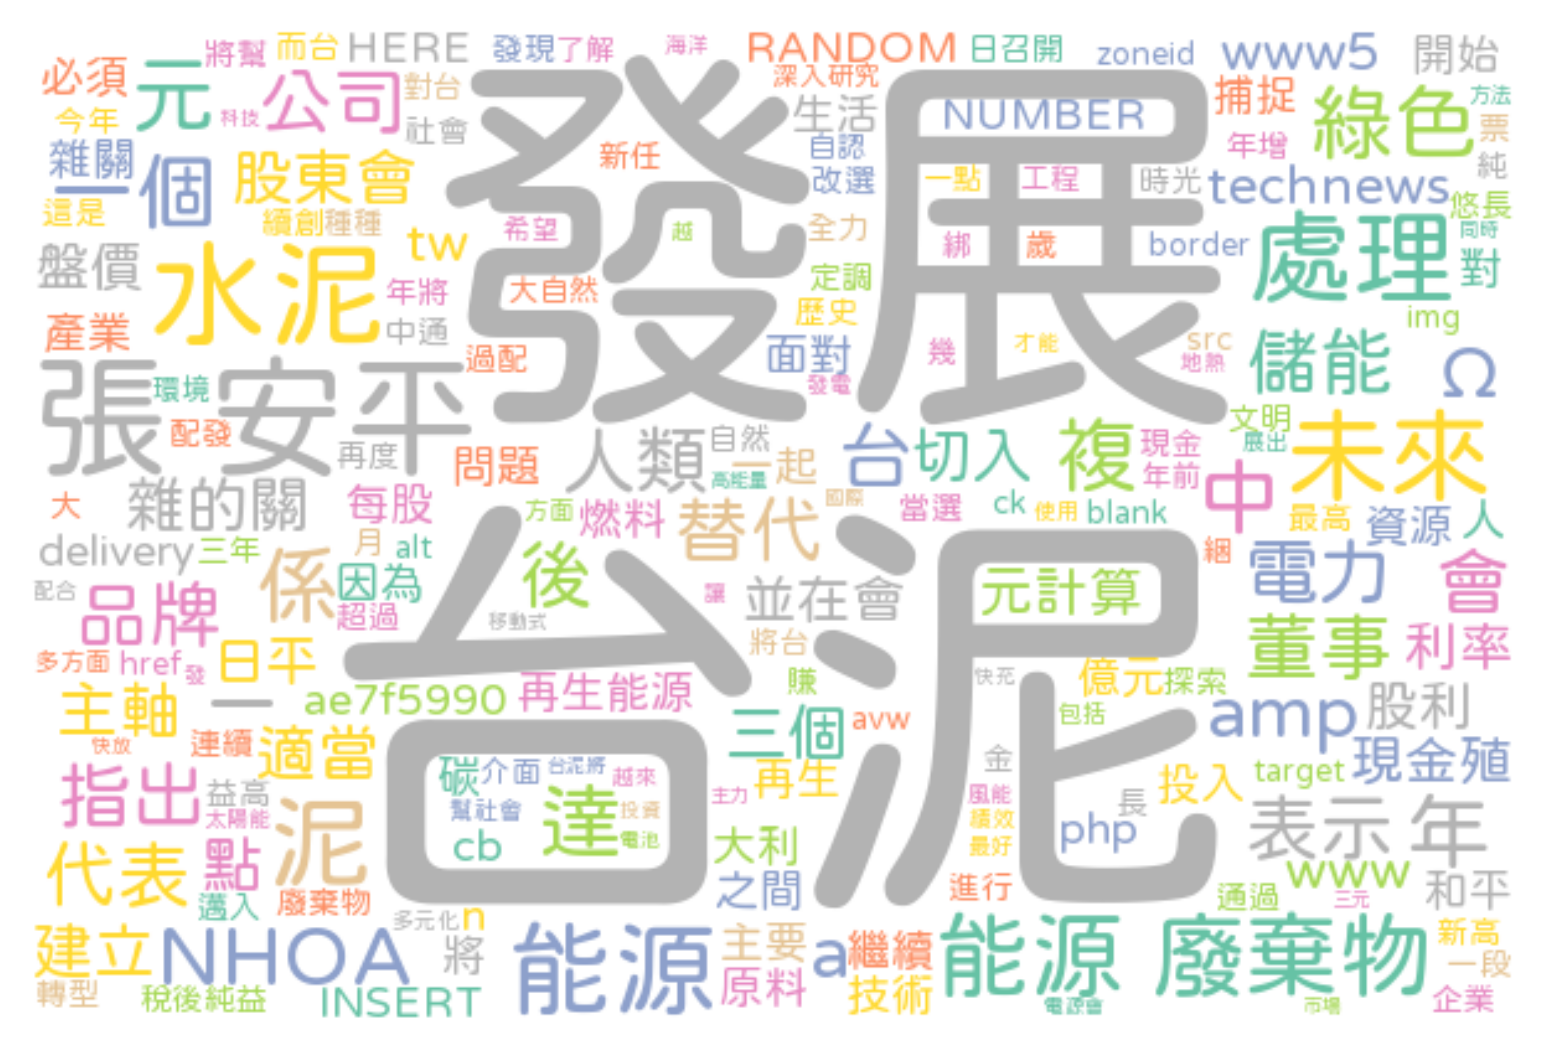 必須 元 將幫 而台 HERE 發現 了解 海洋 RANDOM 日召開 zoneid www5 開始
今年 科技 公司 對台 社會 深入研究 生活 NUMBER 捕捉 綠色 方法 票
雜關 一個 股東會 新任 自認 改選 一點 工程 時光 年增 technews 純
這是 續創 種種 tw 希望 越 全力 綁 歲 border 悠長 同時
發展
盤價 水泥 年將 大自然 定調 歷史 處理 對 img
產業 中通 過配 面對 發電 幾 才能 src 地熱 儲能 Ω
張安平 環境 配發 再度 文明 展出 未來
大 雜的關 每股 問題 人類 自然 一起 高能量 台 切入 複 現金 年前 中
delivery 三年 月 alt 方面 燃料 替代 國際 當選 ck 使用 blank 最高 資源 人
台泥
配合 品牌 係 因為 超過 後 移動式 讓 並在會 元計算 綑 電力 會
多方面 href 發 日平 將台 董事 利率
主軸 一 ae7f5990 再生能源 賺 快充 億元 探索 amp 股利
快放 連續 適當 三個 avw 包括 現金殖
指出 益高 太陽能 碳 介面 台泥將 越來 再生 金 target 投入
泥 幫社會 達 投資 主力 風能 長 表示 年
代表 點 cb 電池 大利 績效 最好 php www
邁入 廢棄物 之間 進行 通過 三元 和平
建立 NHOA 多元化 n 將 能源 主要 a 繼續 能源 廢棄物 新高 一段
轉型 稅後純益 INSERT 原料 技術 電源會 市場 企業